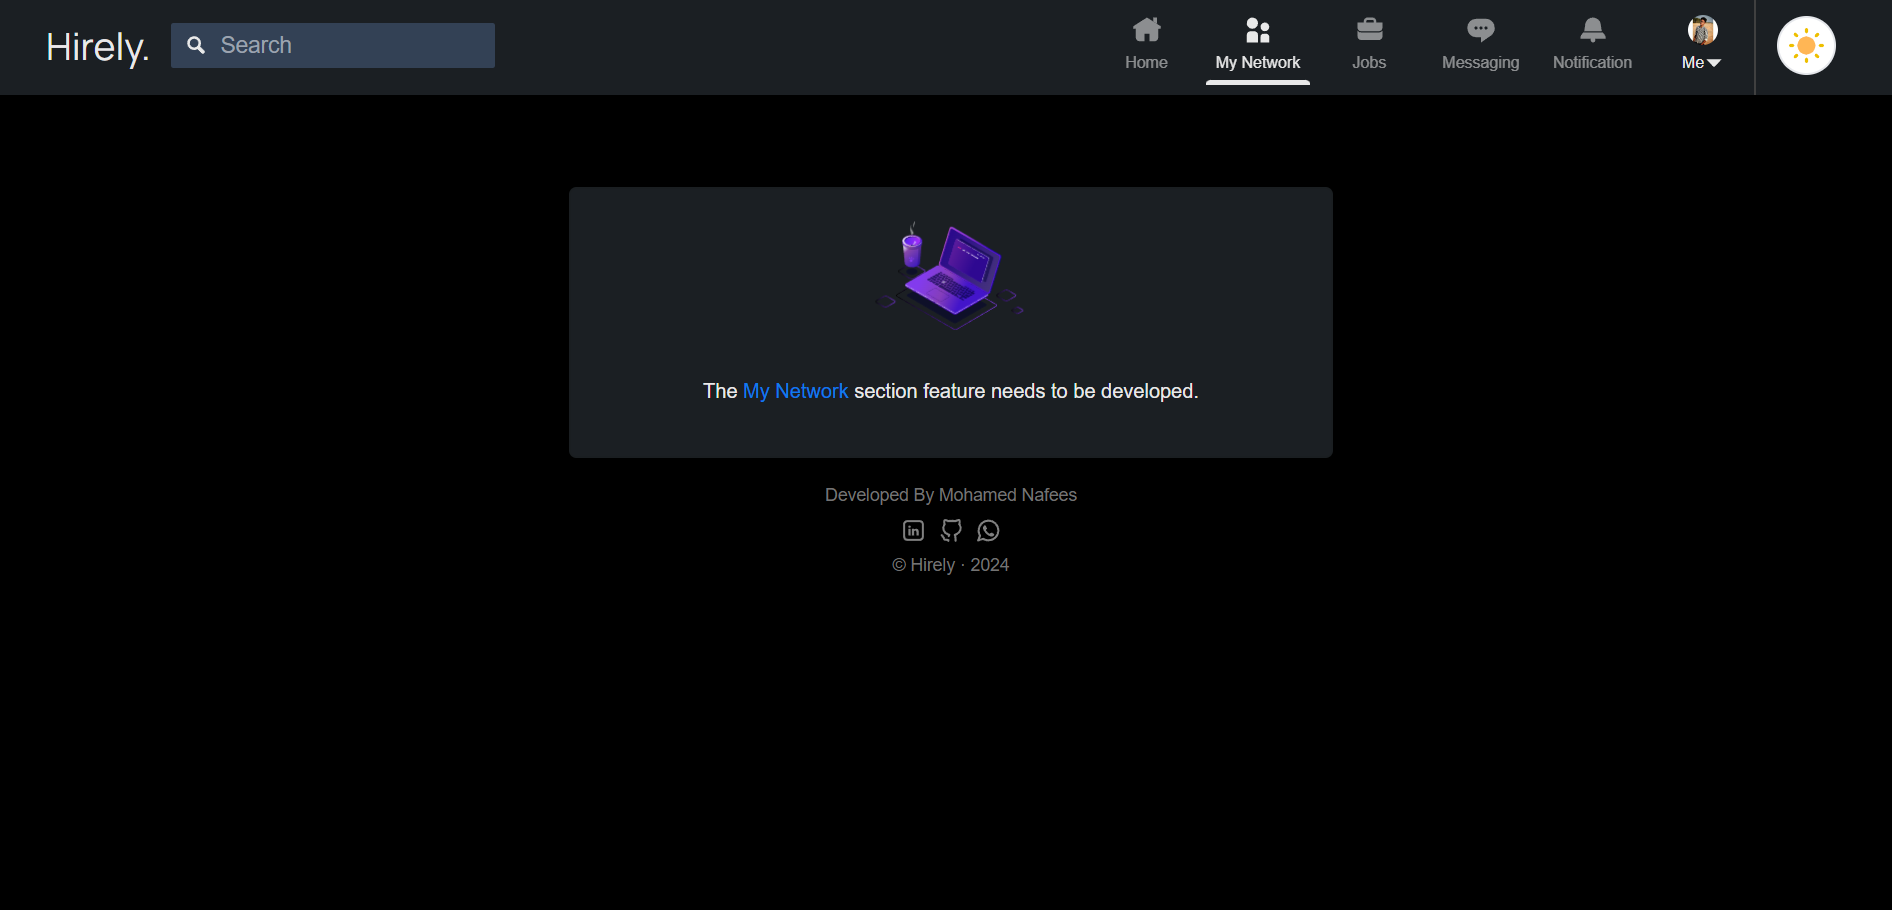 Hirely.
Search
Home
My Network
Jobs
Messaging
Notification
Me
The My Network section feature needs to be developed.
Developed By Mohamed Nafees
© Hirely · 2024